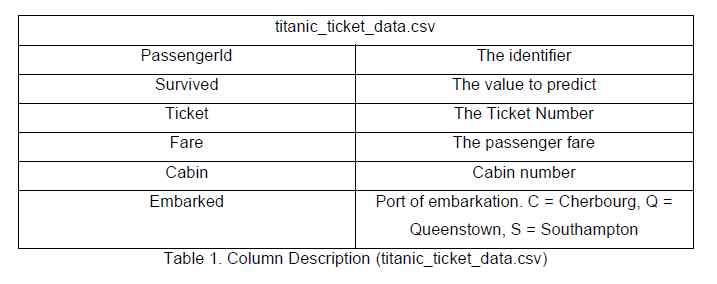 titanic_ticket_data.csv
PassengerId The identifier
Survived The value to predict
Ticket The Ticket Number
Fare The passenger fare
Cabin Cabin number
Embarked Port of embarkation. C = Cherbourg, Q =
Queenstown, S = Southampton
Table 1. Column Description (titanic_ticket_data.csv)